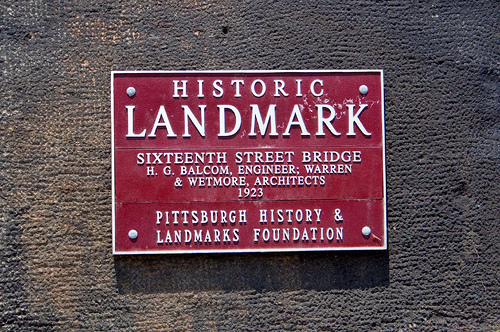 HISTORIC
LANDMARK
SIXTEENTH STREET BRIDGE
H. G. BALCOM, ENGINEER; WARREN
& WETMORE, ARCHITECTS
1923
PITTSBURGH HISTORY &
LANDMARKS FOUNDATION